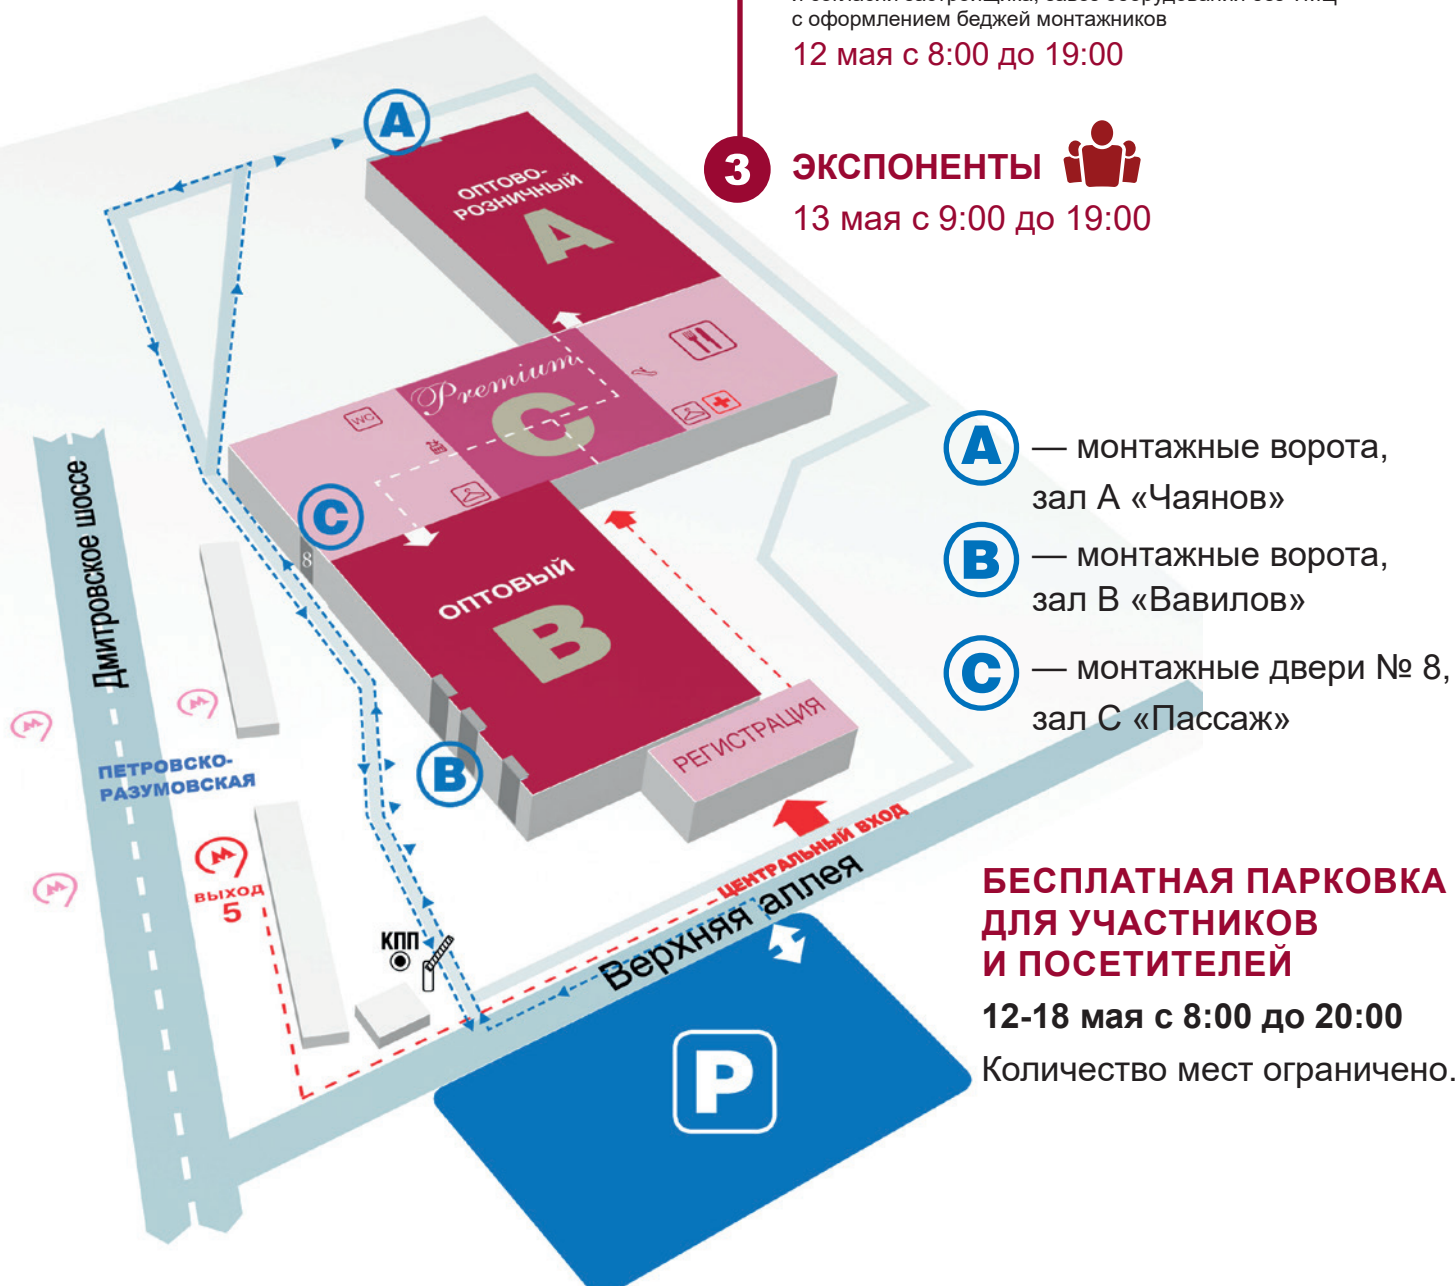 с оформлением беджей монтажников
12 мая с 8:00 до 19:00
3 ЭКСПОНЕНТЫ
13 мая с 9:00 до 19:00
A
ОПТОВО-
РОЗНИЧНЫЙ
A
Premium
C
WC
C
8
ОПТОВЫЙ
B
B
РЕГИСТРАЦИЯ
ЦЕНТРАЛЬНЫЙ ВХОД
Верхняя аллея
Дмитровское шоссе
ПЕТРОВСКО-
РАЗУМОВСКАЯ
ВЫХОД
5
КПП
P
A — монтажные ворота,
зал А «Чаянов»
B — монтажные ворота,
зал В «Вавилов»
C — монтажные двери № 8,
зал С «Пассаж»
БЕСПЛАТНАЯ ПАРКОВКА
ДЛЯ УЧАСТНИКОВ
И ПОСЕТИТЕЛЕЙ
12-18 мая с 8:00 до 20:00
Количество мест ограничено.